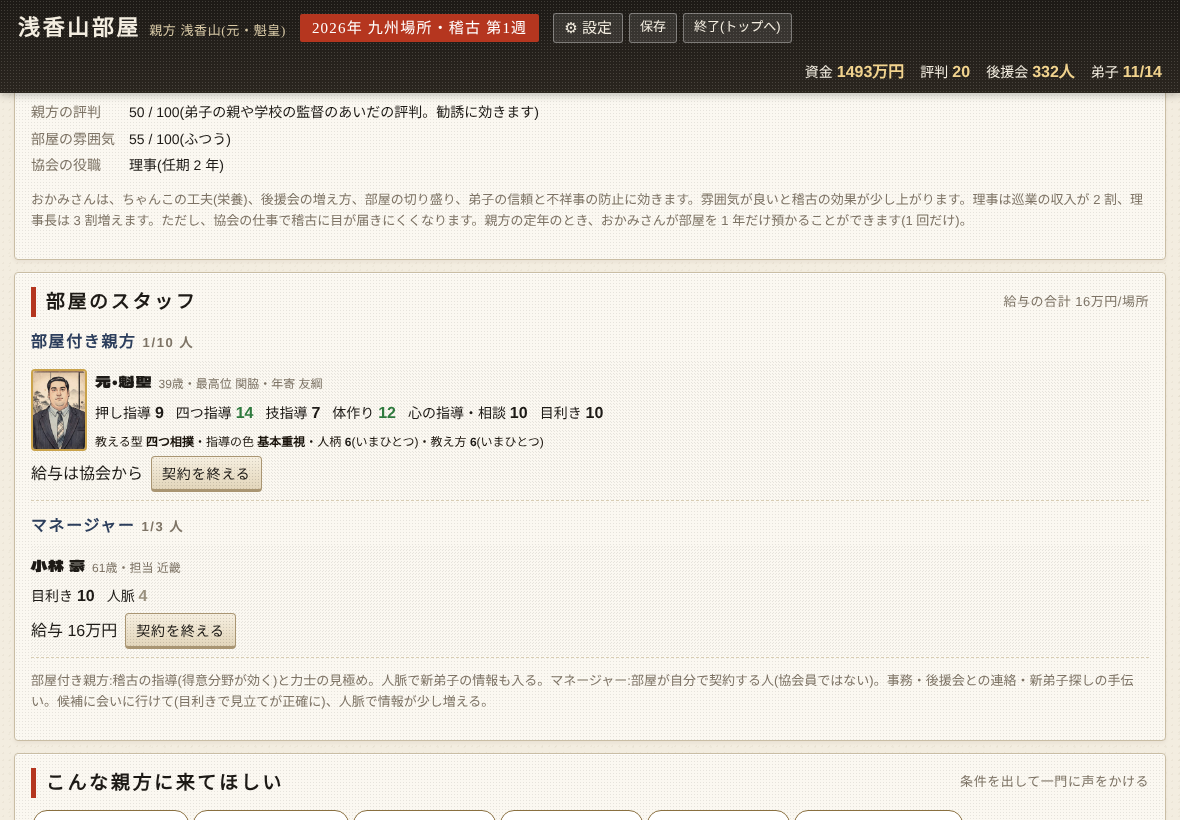 浅香山部屋 親方 浅香山(元・魁皇) 2026年 九州場所・稽古 第1週 ⚙ 設定 保存 終了(トップへ)
資金 1493万円 評判 20 後援会 332人 弟子 11/14
親方の評判 50 / 100(弟子の親や学校の監督のあいだの評判。勧誘に効きます)
部屋の雰囲気 55 / 100(ふつう)
協会の役職 理事(任期 2 年)
おかみさんは、ちゃんこの工夫(栄養)、後援会の増え方、部屋の切り盛り、弟子の信頼と不祥事の防止に効きます。雰囲気が良いと稽古の効果が少し上がります。理事は巡業の収入が 2 割、理
事長は 3 割増えます。ただし、協会の仕事で稽古に目が届きにくくなります。親方の定年のとき、おかみさんが部屋を 1 年だけ預かることができます(1 回だけ)。
部屋のスタッフ 給与の合計 16万円/場所
部屋付き親方 1/10 人
元・魁聖 39歳・最高位 関脇・年寄 友綱
押し指導 9 四つ指導 14 技指導 7 体作り 12 心の指導・相談 10 目利き 10
教える型 四つ相撲・指導の色 基本重視・人柄 6(いまひとつ)・教え方 6(いまひとつ)
給与は協会から 契約を終える
マネージャー 1/3 人
小林 豪 61歳・担当 近畿
目利き 10 人脈 4
給与 16万円 契約を終える
部屋付き親方:稽古の指導(得意分野が効く)と力士の見極め。人脈で新弟子の情報も入る。マネージャー:部屋が自分で契約する人(協会員ではない)。事務・後援会との連絡・新弟子探しの手伝
い。候補に会いに行けて(目利きで見立てが正確に)、人脈で情報が少し増える。
こんな親方に来てほしい 条件を出して一門に声をかける